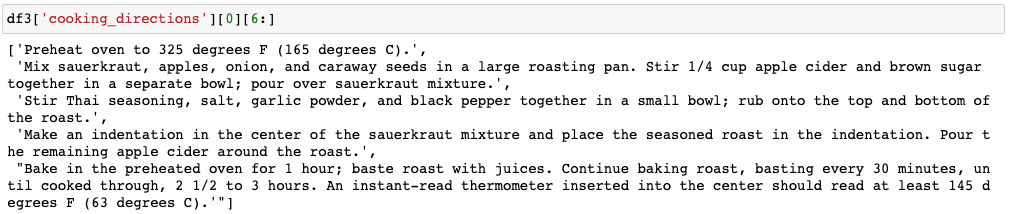 df3['cooking_directions'][0][6:]
['Preheat oven to 325 degrees F (165 degrees C).',
 'Mix sauerkraut, apples, onion, and caraway seeds in a large roasting pan. Stir 1/4 cup apple cider and brown sugar
together in a separate bowl; pour over sauerkraut mixture.',
 'Stir Thai seasoning, salt, garlic powder, and black pepper together in a small bowl; rub onto the top and bottom of
the roast.',
 'Make an indentation in the center of the sauerkraut mixture and place the seasoned roast in the indentation. Pour t
he remaining apple cider around the roast.',
 "Bake in the preheated oven for 1 hour; baste roast with juices. Continue baking roast, basting every 30 minutes, un
til cooked through, 2 1/2 to 3 hours. An instant-read thermometer inserted into the center should read at least 145 d
egrees F (63 degrees C).'"]